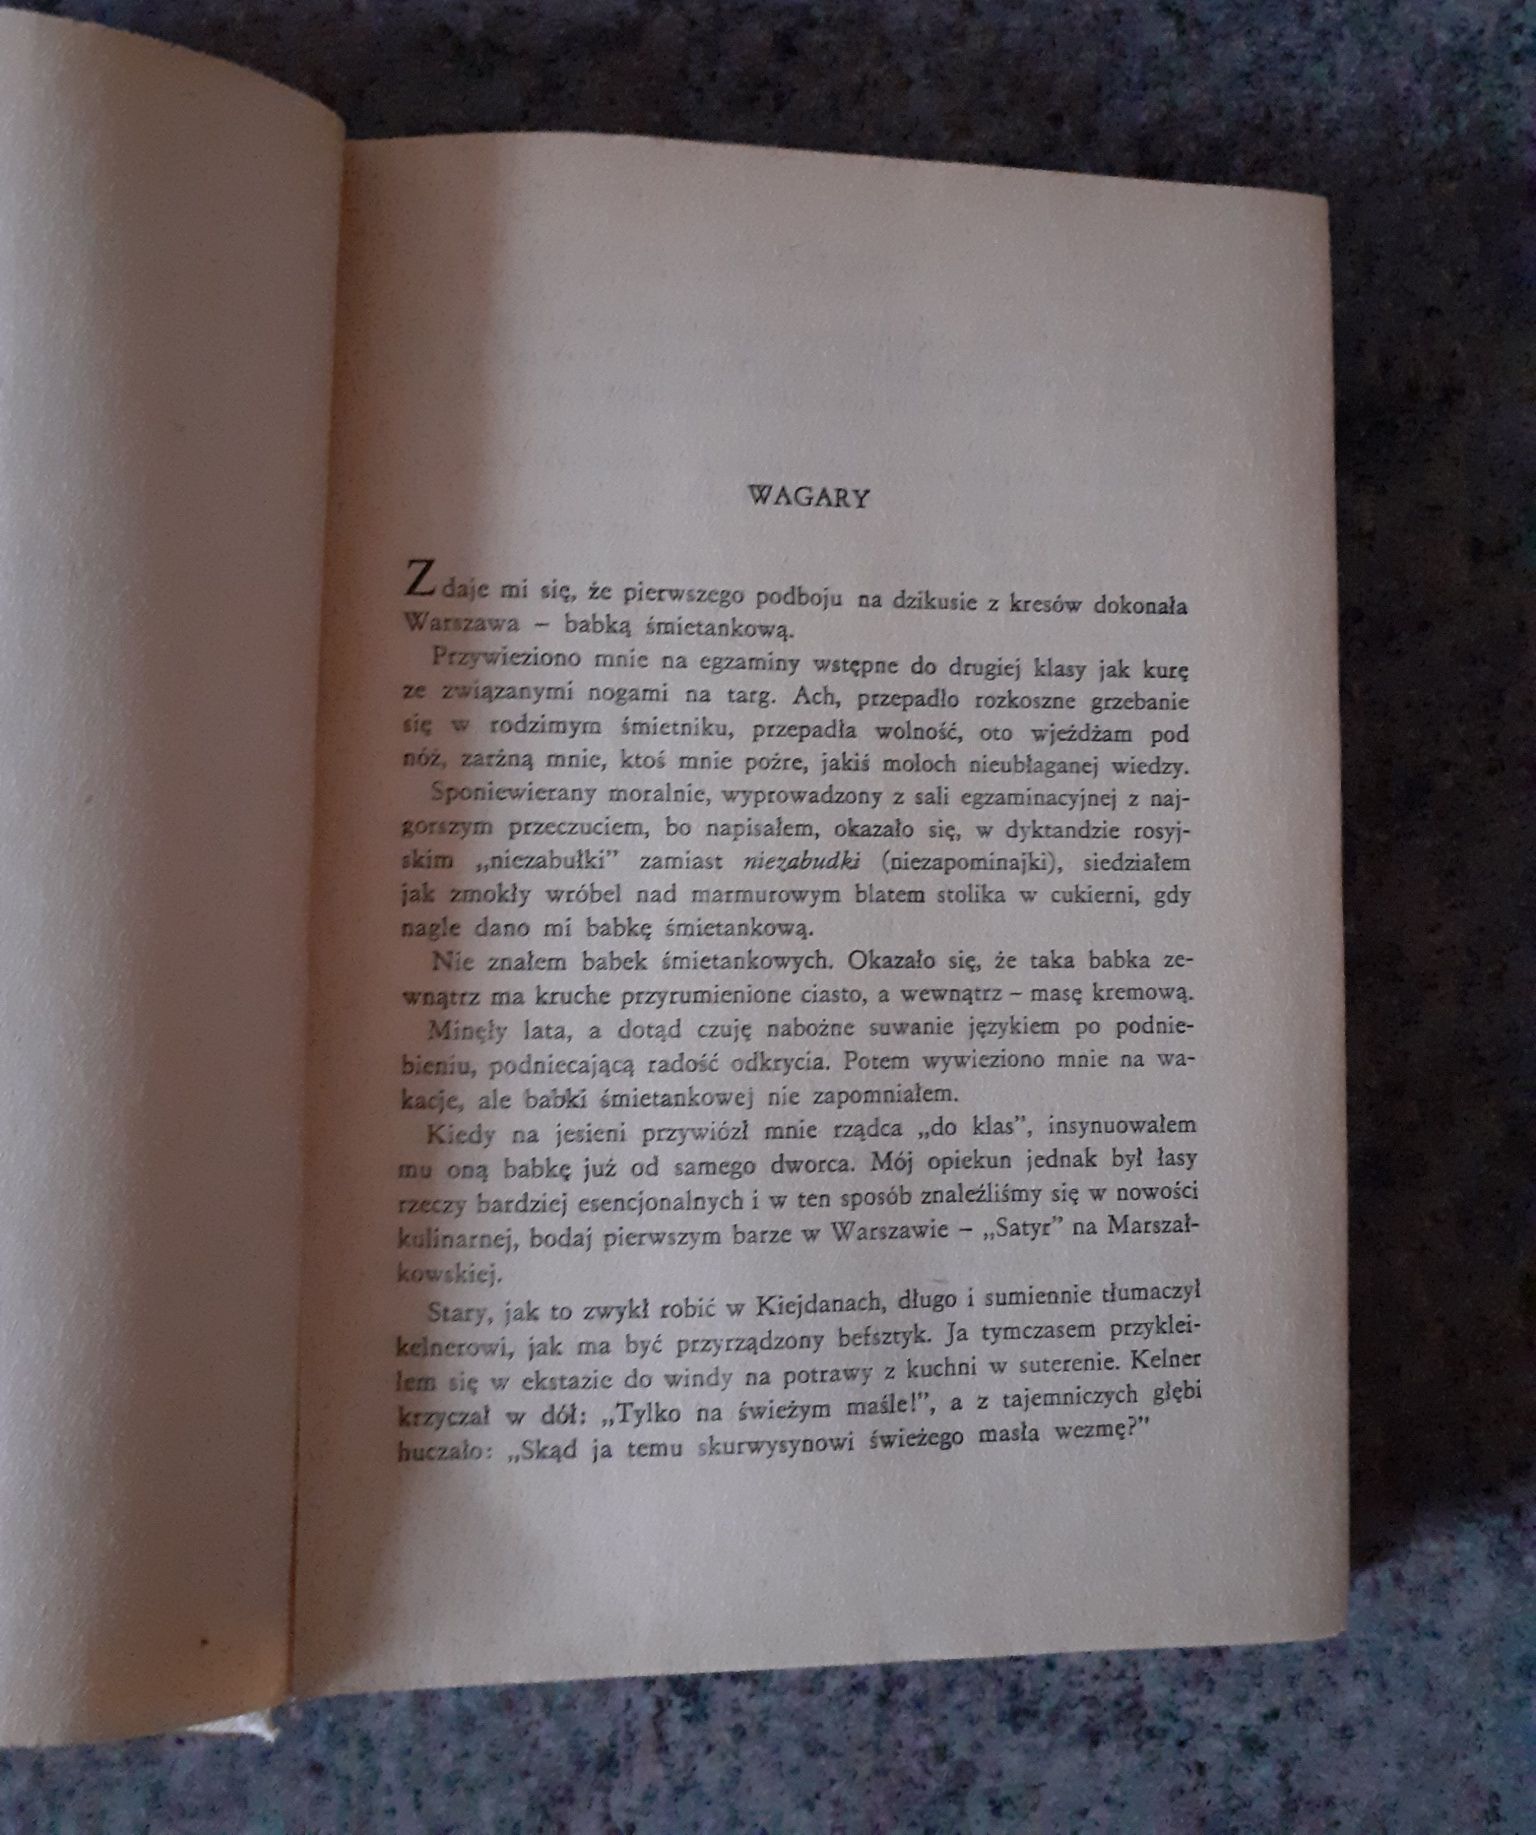 WAGARY
Zdaje mi się, że pierwszego podboju na dzikusie z kresów dokonała
Warszawa – babką śmietankową.
Przywieziono mnie na egzaminy wstępne do drugiej klasy jak kurę
ze związanymi nogami na targ. Ach, przepadło rozkoszne grzebanie
się w rodzimym śmietniku, przepadła wolność, oto wjeżdżam pod
nóż, zarżną mnie, ktoś mnie pożre, jakiś moloch nieubłaganej wiedzy.
Sponiewierany moralnie, wyprowadzony z sali egzaminacyjnej z naj-
gorszym przeczuciem, bo napisałem, okazało się, w dyktandzie rosyj-
skim „niezabułki” zamiast niezabudki (niezapominajki), siedziałem
jak zmokły wróbel nad marmurowym blatem stolika w cukierni, gdy
nagle dano mi babkę śmietankową.
Nie znałem babek śmietankowych. Okazało się, że taka babka ze-
wnątrz ma kruche przyrumienione ciasto, a wewnątrz – masę kremową.
Minęły lata, a dotąd czuję nabożne suwanie językiem po podnie-
bieniu, podniecającą radość odkrycia. Potem wywieziono mnie na wa-
kacje, ale babki śmietankowej nie zapomniałem.
Kiedy na jesieni przywiózł mnie rządca „do klas”, insynuowałem
mu oną babkę już od samego dworca. Mój opiekun jednak był łasy
rzeczy bardziej esencjonalnych i w ten sposób znaleźliśmy się w nowości
kulinarnej, bodaj pierwszym barze w Warszawie – „Satyr” na Marszał-
kowskiej.
Stary, jak to zwykł robić w Kiejdanach, długo i sumiennie tłumaczył
kelnerowi, jak ma być przyrządzony befsztyk. Ja tymczasem przyklei-
łem się w ekstazie do windy na potrawy z kuchni w suterenie. Kelner
krzyczał w dół: „Tylko na świeżym maśle!”, a z tajemniczych głębi
huczało: „Skąd ja temu skurwysynowi świeżego masła wezmę?”